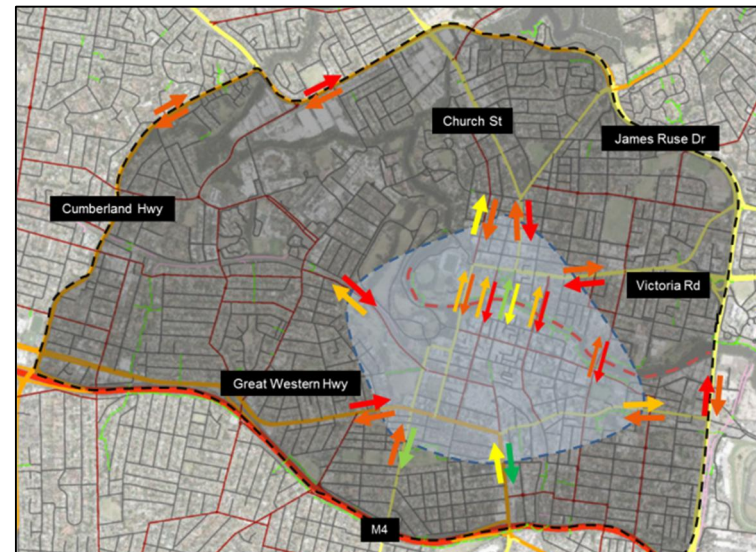 Church St
James Ruse Dr
Cumberland Hwy
Victoria Rd
Great Western Hwy
M4